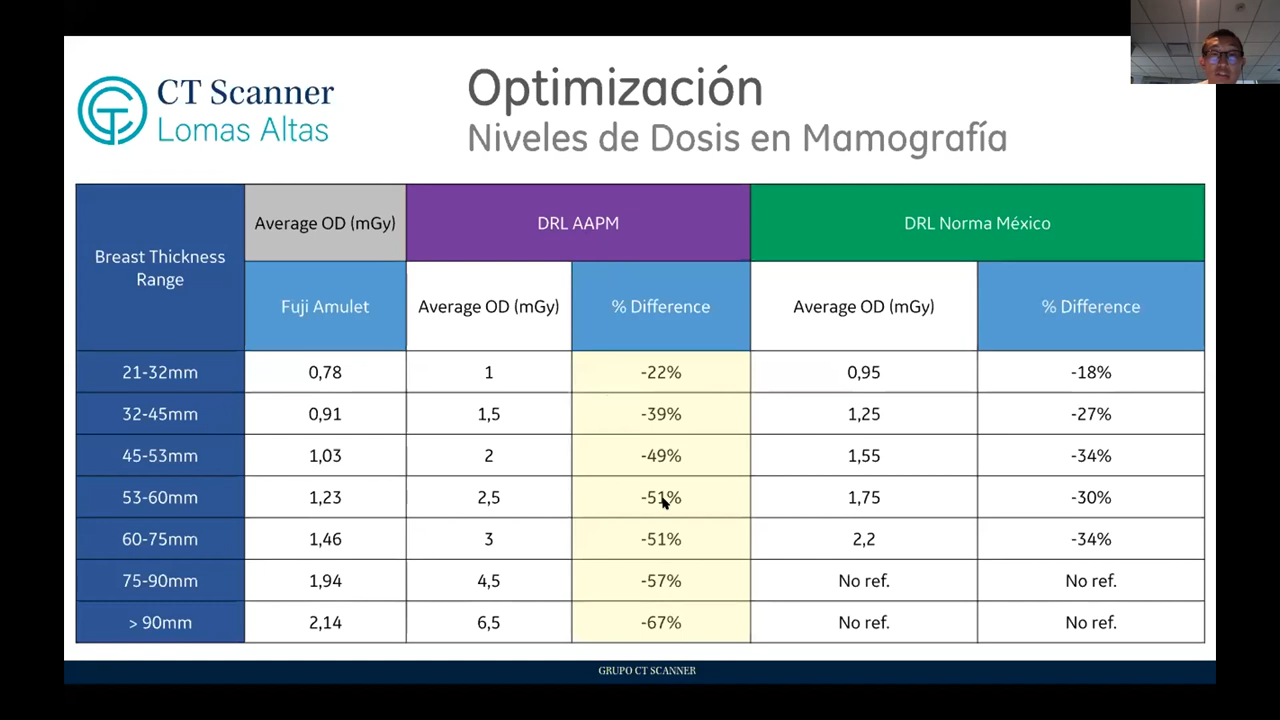 CT Scanner
Lomas Altas
Optimización
Niveles de Dosis en Mamografía
Breast Thickness
Range
Average OD (mGy)
DRL AAPM
DRL Norma México
Fuji Amulet
Average OD (mGy)
% Difference
Average OD (mGy)
% Difference
21-32mm 0,78 1 -22% 0,95 -18%
32-45mm 0,91 1,5 -39% 1,25 -27%
45-53mm 1,03 2 -49% 1,55 -34%
53-60mm 1,23 2,5 -51% 1,75 -30%
60-75mm 1,46 3 -51% 2,2 -34%
75-90mm 1,94 4,5 -57% No ref. No ref.
> 90mm 2,14 6,5 -67% No ref. No ref.
GRUPO CT SCANNER